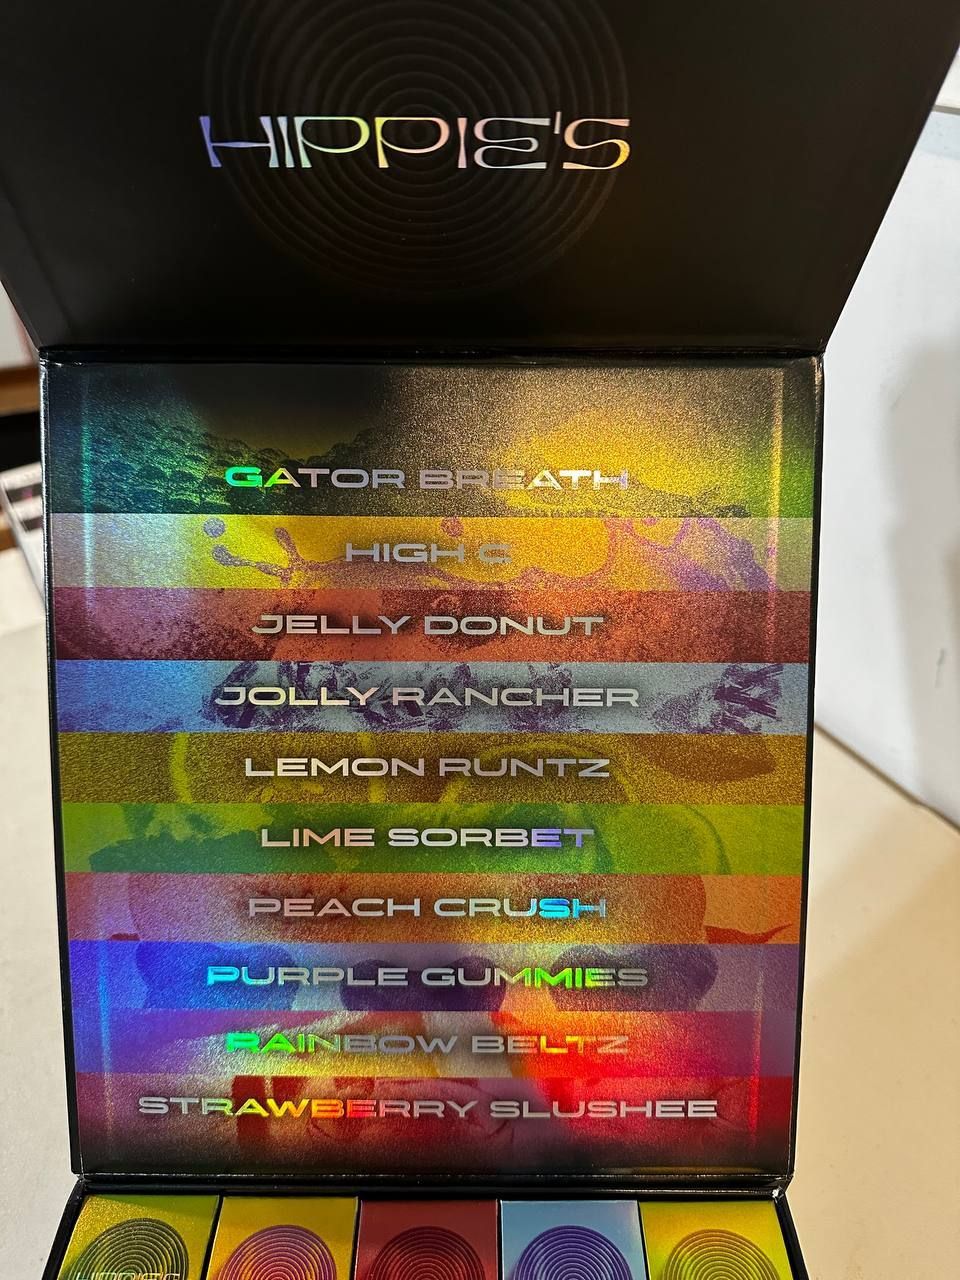 HIPPIE'S
GATOR BREATH
HIGH C
JELLY DONUT
JOLLY RANCHER
LEMON RUNTZ
LIME SORBET
PEACH CRUSH
PURPLE GUMMIES
RAINBOW BELTZ
STRAWBERRY SLUSHEE
HIPPIE'S